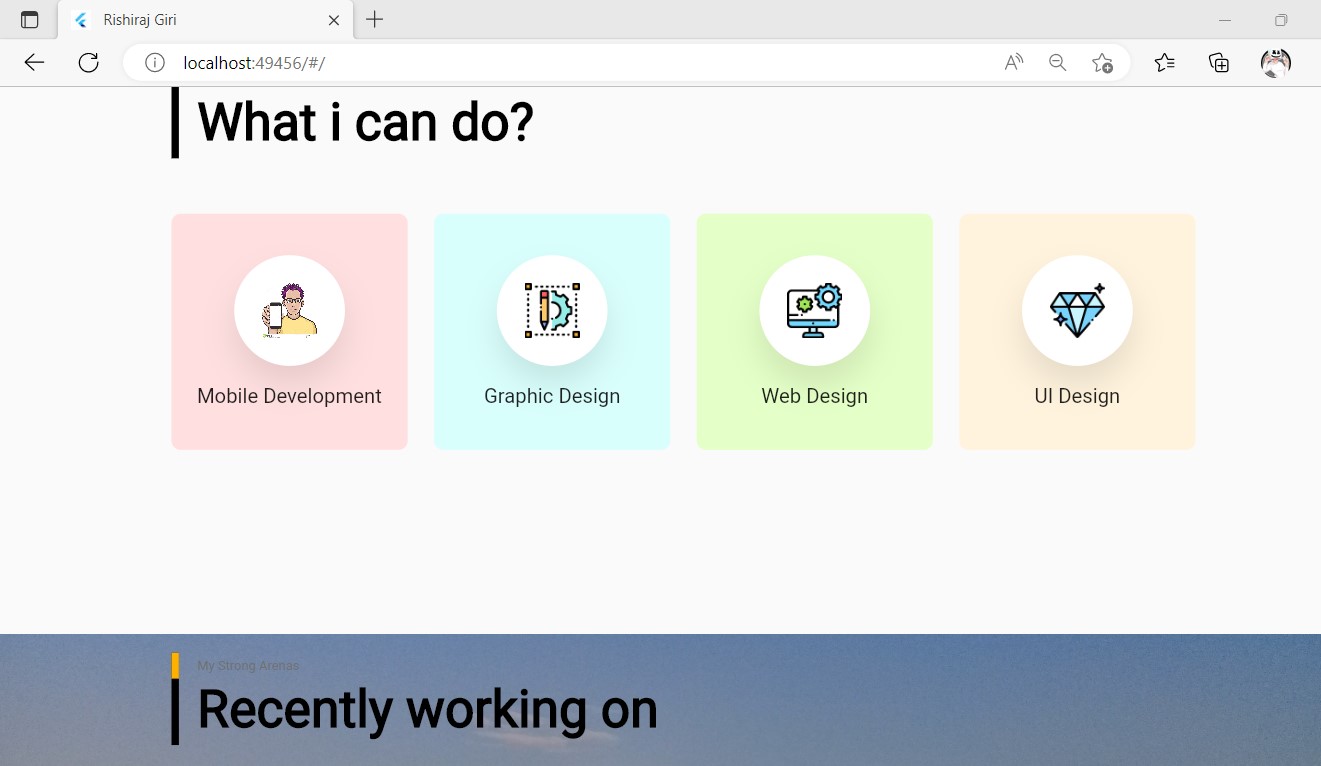 Rishiraj Giri
localhost:49456/#/
What i can do?
Mobile Development
Graphic Design
Web Design
UI Design
My Strong Arenas
Recently working on